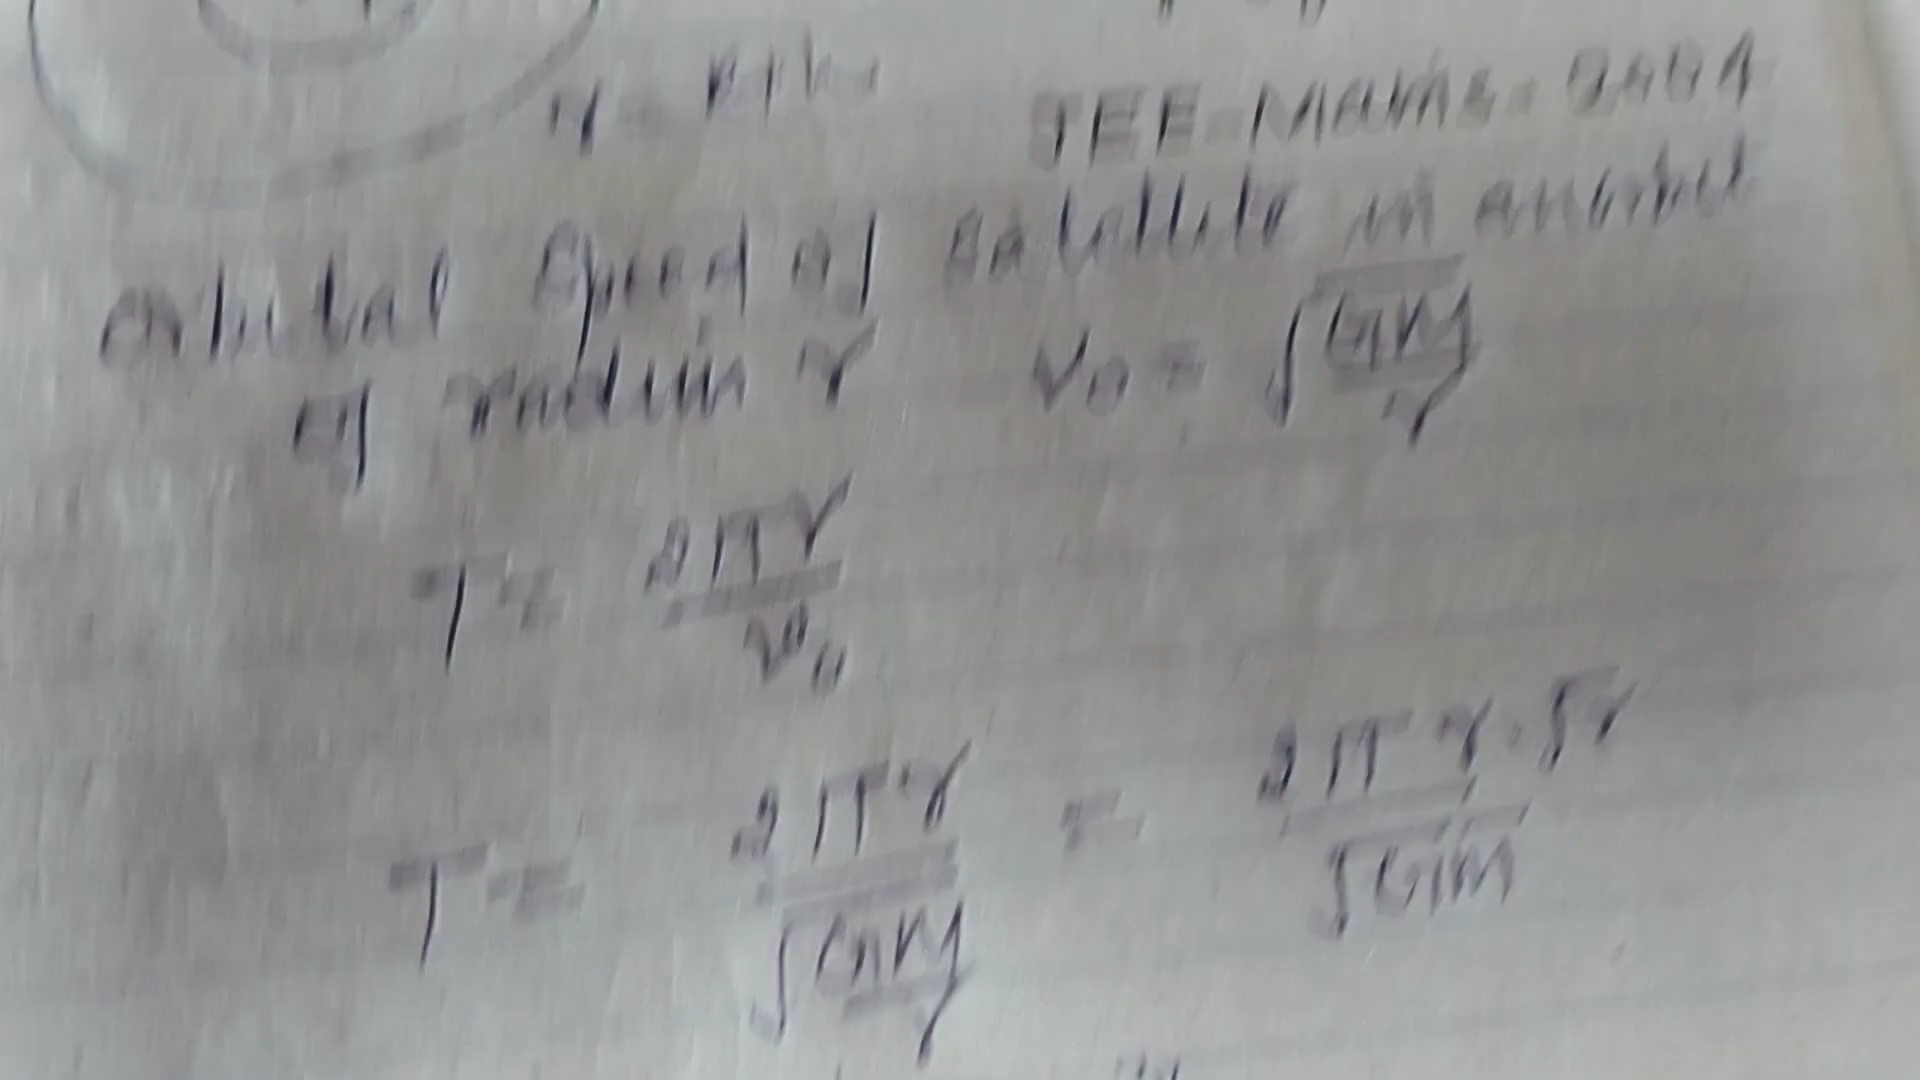 r = R+h
JEE-Mains-2004
Orbital Speed of Satellite in an orbit
of radius r V₀ = √(GM/r)
T = 2πr/V₀
T = 2πr/√(GM/r) = 2πr·√r/√GM